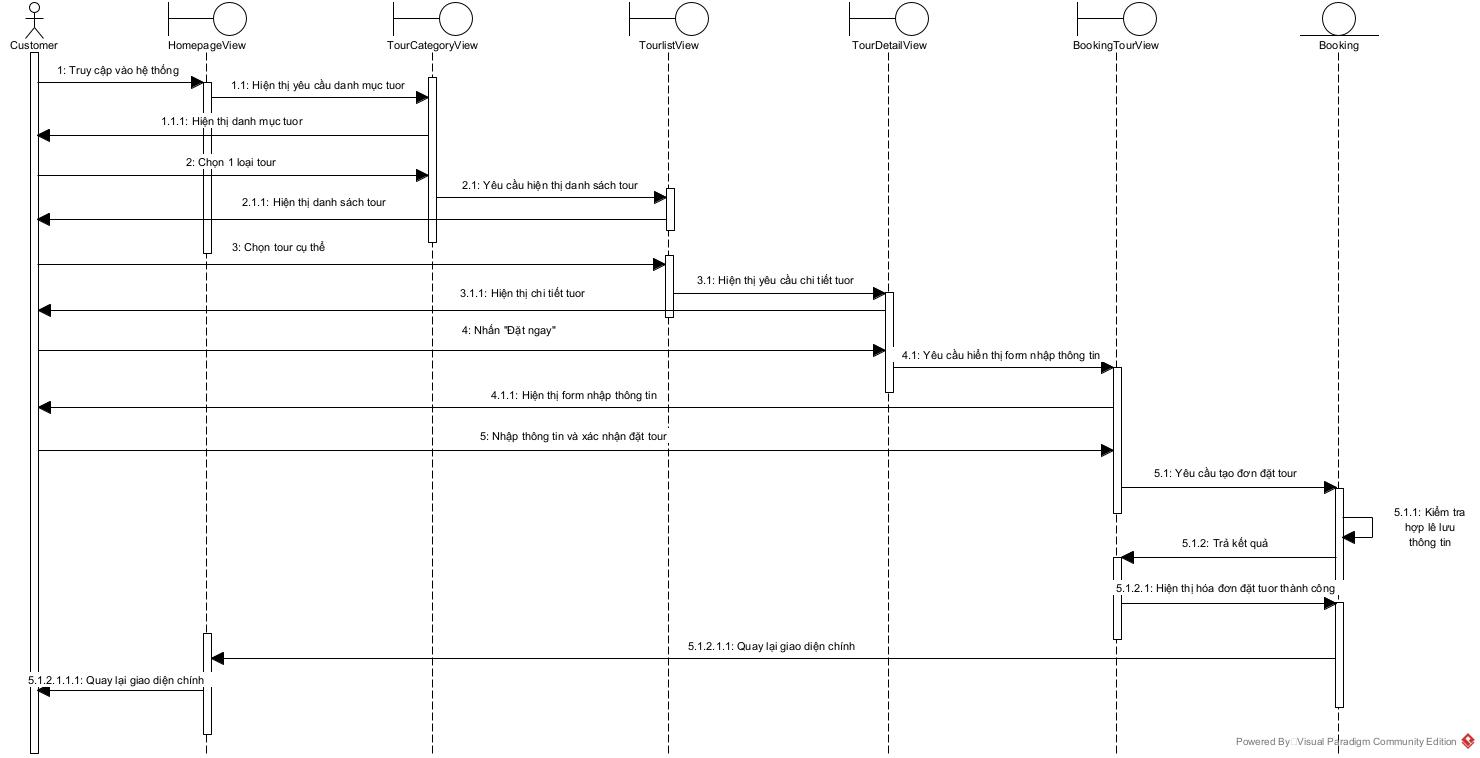 Customer
HomepageView
TourCategoryView
TourlistView
TourDetailView
BookingTourView
Booking
1: Truy cập vào hệ thống
1.1: Hiện thị yêu cầu danh mục tuor
1.1.1: Hiện thị danh mục tuor
2: Chọn 1 loại tour
2.1: Yêu cầu hiện thị danh sách tour
2.1.1: Hiện thị danh sách tour
3: Chọn tour cụ thể
3.1: Hiện thị yêu cầu chi tiết tuor
3.1.1: Hiện thị chi tiết tuor
4: Nhấn "Đặt ngay"
4.1: Yêu cầu hiển thị form nhập thông tin
4.1.1: Hiện thị form nhập thông tin
5: Nhập thông tin và xác nhận đặt tour
5.1: Yêu cầu tạo đơn đặt tour
5.1.1: Kiểm tra
hợp lê lưu
thông tin
5.1.2: Trả kết quả
5.1.2.1: Hiện thị hóa đơn đặt tuor thành công
5.1.2.1.1: Quay lại giao diện chính
5.1.2.1.1.1: Quay lại giao diện chính
Powered By Visual Paradigm Community Edition